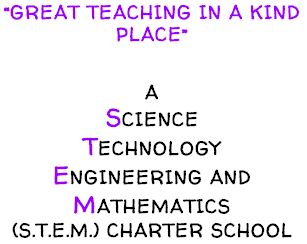 "GREAT TEACHING IN A KIND
PLACE"
A
SCIENCE
TECHNOLOGY
ENGINEERING AND
MATHEMATICS
(S.T.E.M.) CHARTER SCHOOL